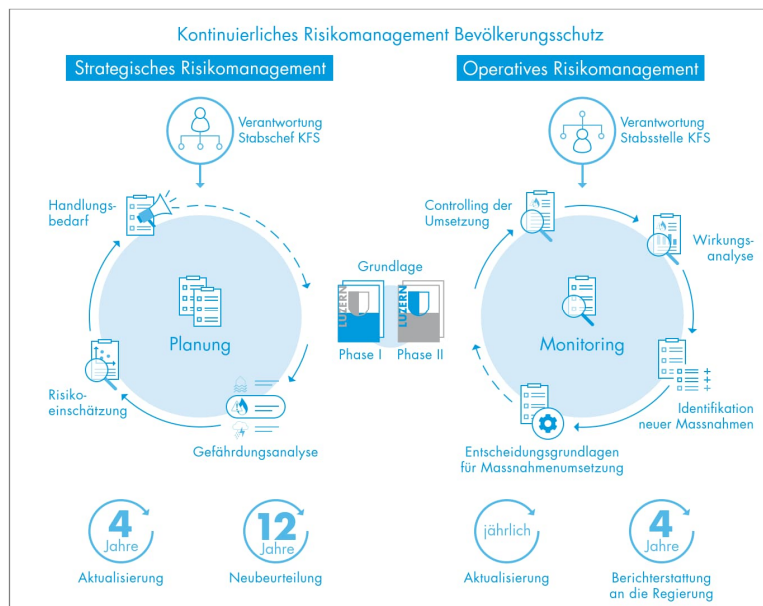 Kontinuierliches Risikomanagement Bevölkerungsschutz
Strategisches Risikomanagement
Verantwortung
Stabschef KFS
Handlungs-
bedarf
Planung
Risiko-
einschätzung
Gefährdungsanalyse
4
Jahre
Aktualisierung
12
Jahre
Neubeurteilung
Grundlage
LUZERN
Phase I
LUZERN
Phase II
Operatives Risikomanagement
Verantwortung
Stabsstelle KFS
Controlling der
Umsetzung
Wirkungs-
analyse
Monitoring
Identifikation
neuer Massnahmen
Entscheidungsgrundlagen
für Massnahmenumsetzung
jährlich
Aktualisierung
4
Jahre
Berichterstattung
an die Regierung